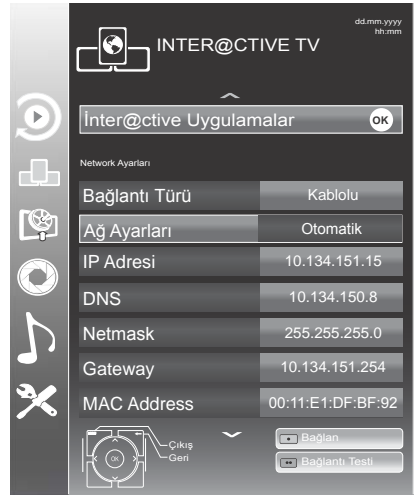 dd.mm.yyyy
hh:mm
INTER@CTIVE TV
İnter@ctive Uygulamalar OK
Network Ayarları
Bağlantı Türü Kablolu
Ağ Ayarları Otomatik
IP Adresi 10.134.151.15
DNS 10.134.150.8
Netmask 255.255.255.0
Gateway 10.134.151.254
MAC Address 00:11:E1:DF:BF:92
OK
Çıkış
Geri
Bağlan
Bağlantı Testi